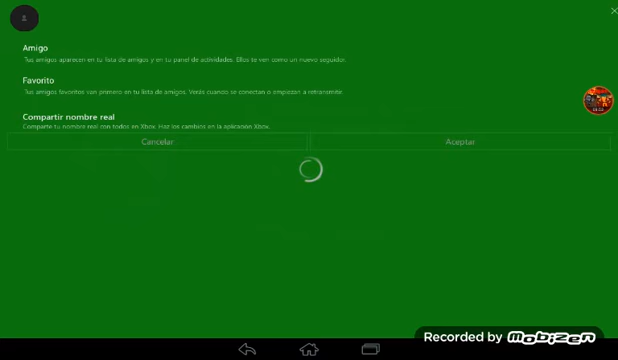 Amigo
Tus amigos aparecen en tu lista de amigos y en tu panel de actividades. Ellos te ven como un nuevo seguidor.
Favorito
Tus amigos favoritos van primero en tu lista de amigos. Verás cuando se conectan o empiezan a retransmitir.
Compartir nombre real
Comparte tu nombre real con todos en Xbox. Haz los cambios en la aplicación Xbox.
Cancelar
Aceptar
Recorded by Mobizen